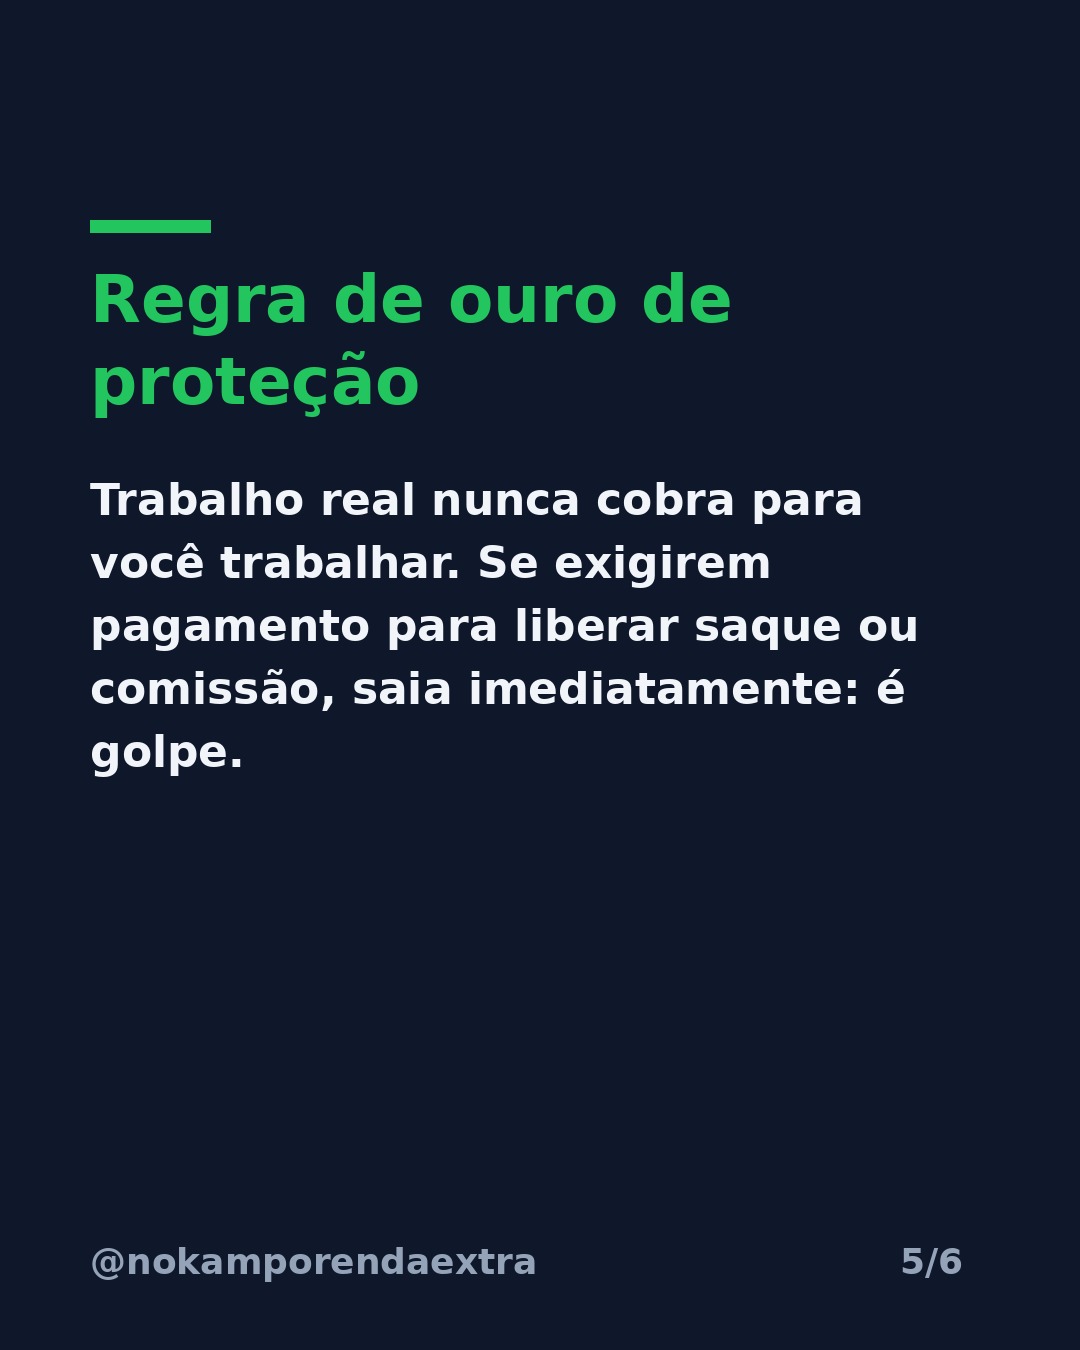 Regra de ouro de
proteção
Trabalho real nunca cobra para
você trabalhar. Se exigirem
pagamento para liberar saque ou
comissão, saia imediatamente: é
golpe.
@nokamporendaextra
5/6